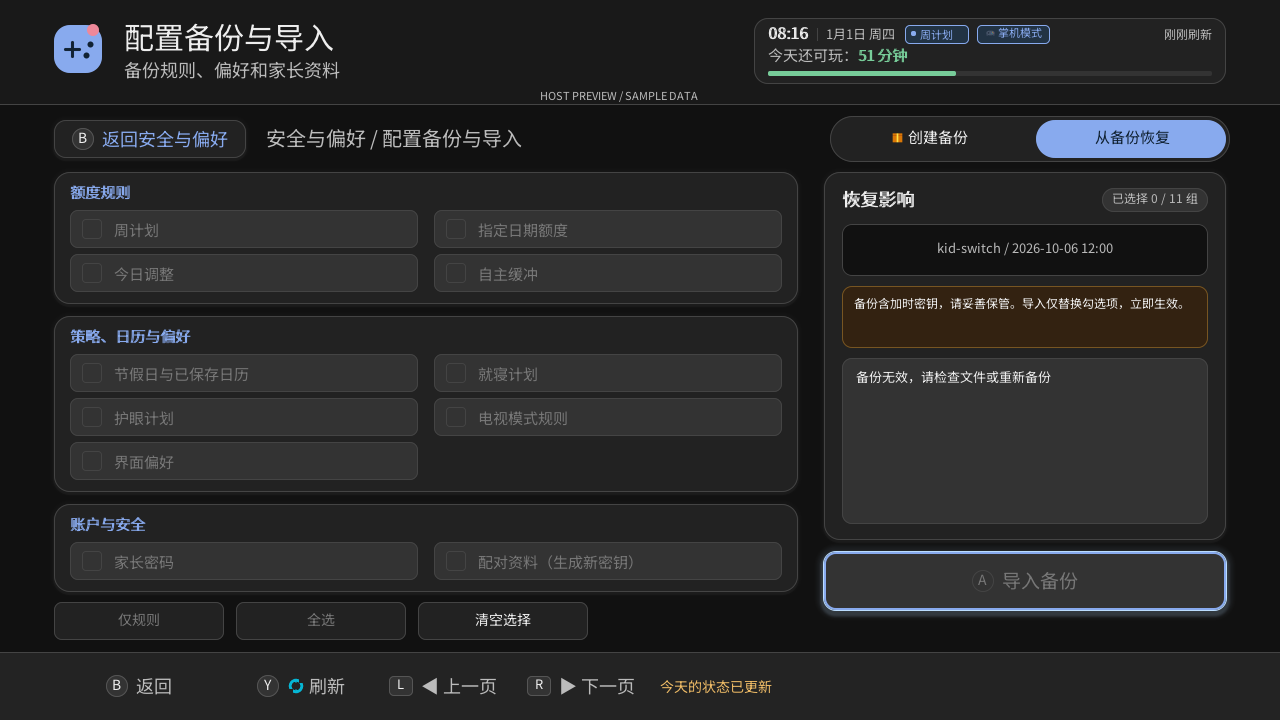 配置备份与导入
备份规则、偏好和家长资料
08:16 1月1日 周四 周计划 掌机模式 刚刚刷新
今天还可玩：51 分钟
HOST PREVIEW / SAMPLE DATA
B 返回安全与偏好 安全与偏好 / 配置备份与导入
创建备份 从备份恢复
额度规则
周计划 指定日期额度
今日调整 自主缓冲
策略、日历与偏好
节假日与已保存日历 就寝计划
护眼计划 电视模式规则
界面偏好
账户与安全
家长密码 配对资料（生成新密钥）
仅规则 全选 清空选择
恢复影响 已选择 0 / 11 组
kid-switch / 2026-10-06 12:00
备份含加时密钥，请妥善保管。导入仅替换勾选项，立即生效。
备份无效，请检查文件或重新备份
A 导入备份
B 返回 Y 刷新 L ◀ 上一页 R ▶ 下一页 今天的状态已更新